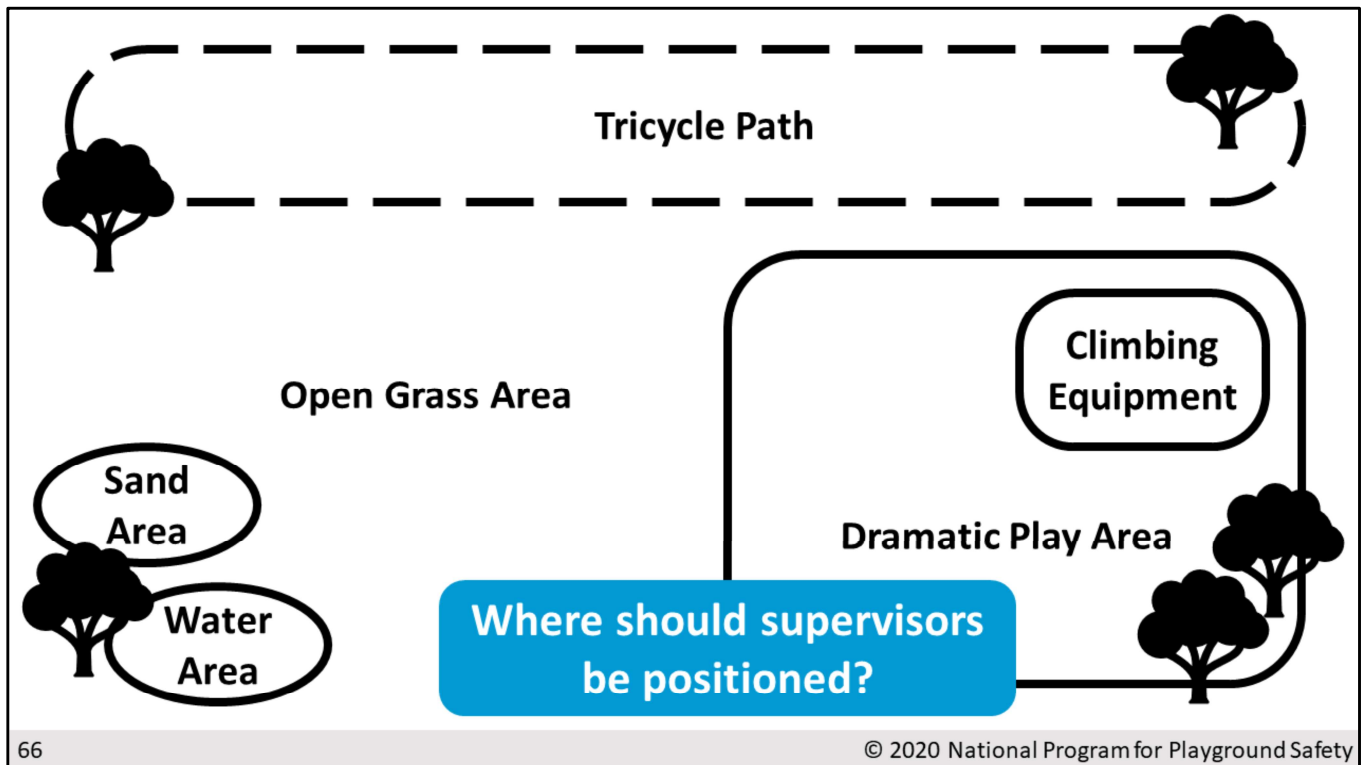 Tricycle Path
Climbing
Equipment
Open Grass Area
Sand
Area
Dramatic Play Area
Water
Area
Where should supervisors
be positioned?
66
© 2020 National Program for Playground Safety